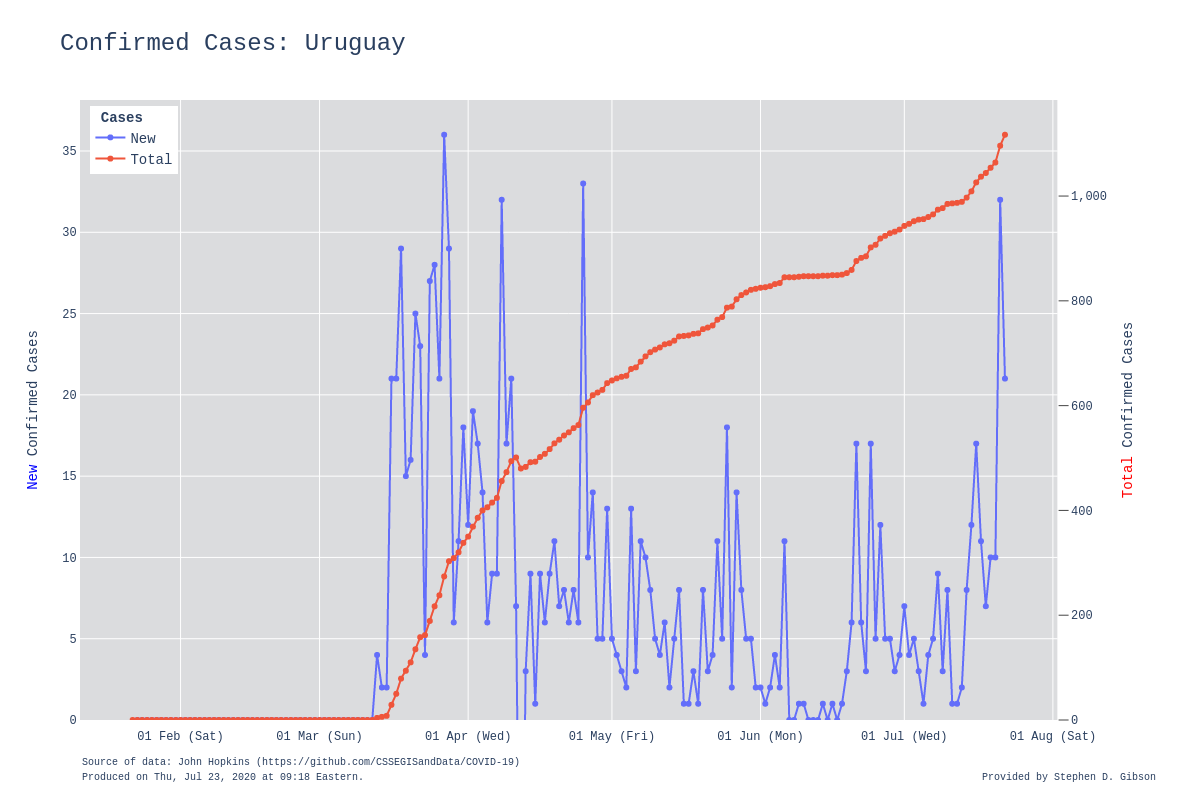 Confirmed Cases: Uruguay
Cases
New
Total
35
30
25
20
15
10
5
0
1,000
800
600
400
200
0
New Confirmed Cases
Total Confirmed Cases
01 Feb (Sat)
01 Mar (Sun)
01 Apr (Wed)
01 May (Fri)
01 Jun (Mon)
01 Jul (Wed)
01 Aug (Sat)
Source of data: John Hopkins (https://github.com/CSSEGISandData/COVID-19)
Produced on Thu, Jul 23, 2020 at 09:18 Eastern.
Provided by Stephen D. Gibson